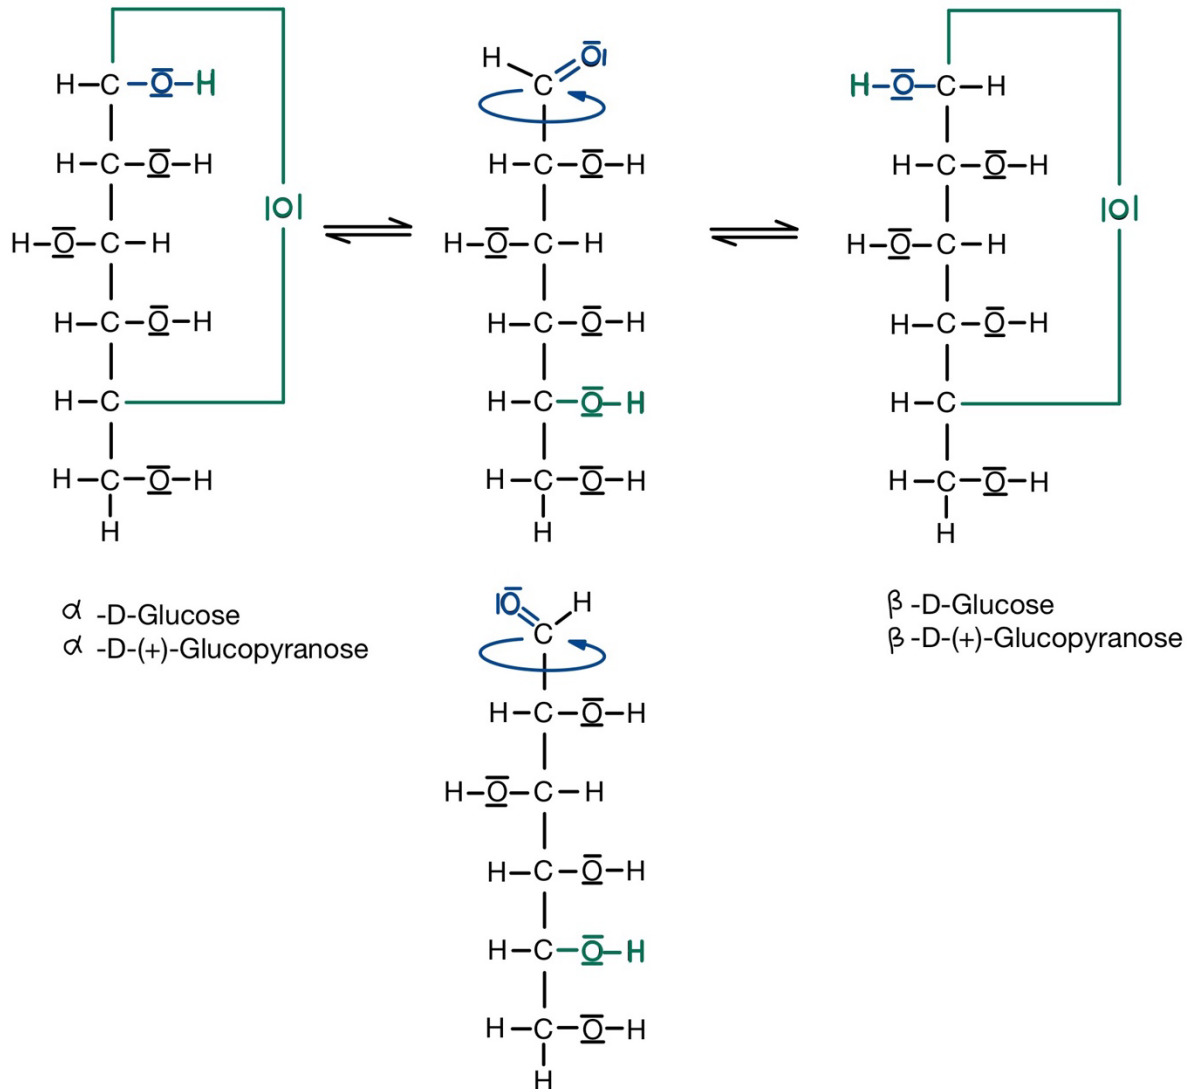 H–C–O–H
H–C–O–H
|O|
H–O–C–H
H–C–O–H
H–C
H–C–O–H
H
H C=O|
H–C–O–H
H–O–C–H
H–C–O–H
H–C–O–H
H–C–O–H
H
H–O–C–H
H–C–O–H
|O|
H–O–C–H
H–C–O–H
H–C
H–C–O–H
H
α -D-Glucose
α -D-(+)-Glucopyranose
|O=C H
H–C–O–H
H–O–C–H
H–C–O–H
H–C–O–H
H–C–O–H
H
β -D-Glucose
β -D-(+)-Glucopyranose